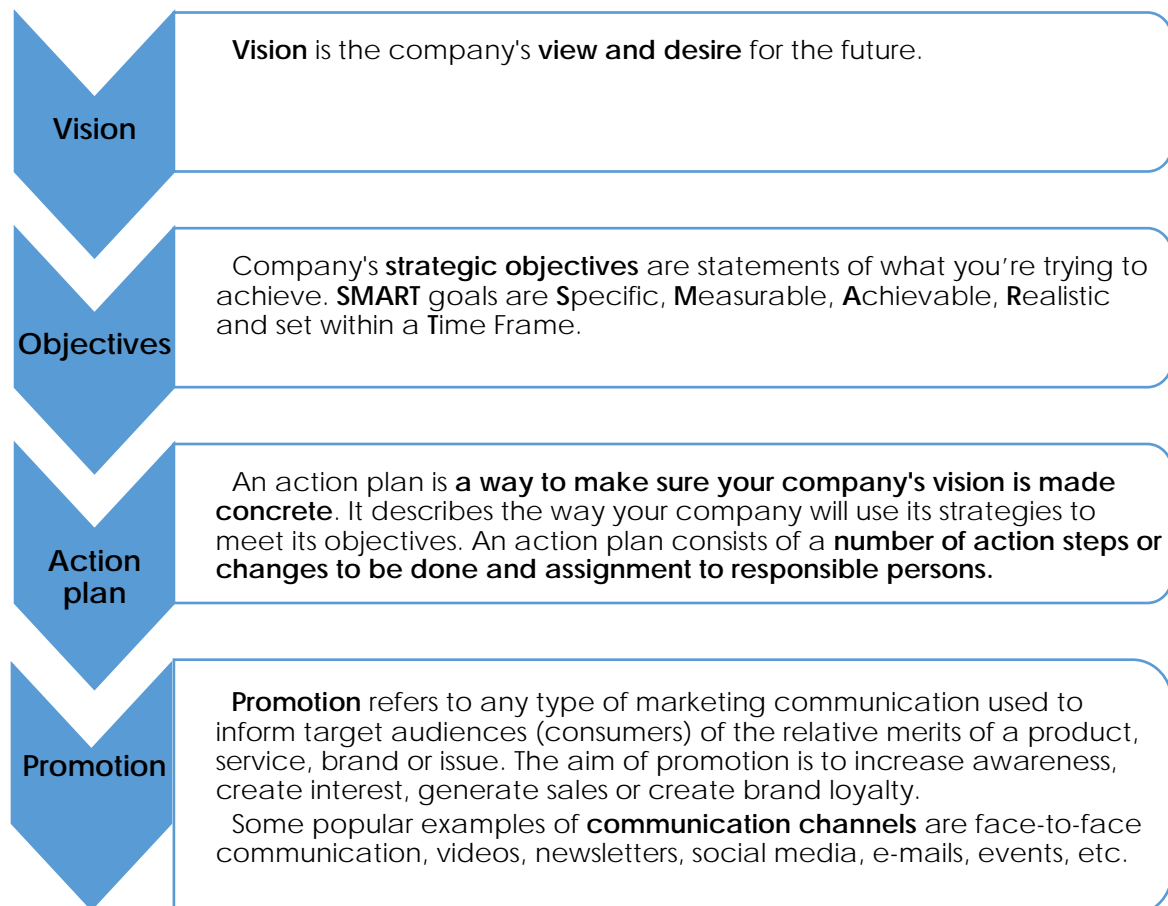 Vision
Vision is the company's view and desire for the future.
Objectives
Company's strategic objectives are statements of what you're trying to
achieve. SMART goals are Specific, Measurable, Achievable, Realistic
and set within a Time Frame.
Action
plan
An action plan is a way to make sure your company's vision is made
concrete. It describes the way your company will use its strategies to
meet its objectives. An action plan consists of a number of action steps or
changes to be done and assignment to responsible persons.
Promotion
Promotion refers to any type of marketing communication used to
inform target audiences (consumers) of the relative merits of a product,
service, brand or issue. The aim of promotion is to increase awareness,
create interest, generate sales or create brand loyalty.
Some popular examples of communication channels are face-to-face
communication, videos, newsletters, social media, e-mails, events, etc.